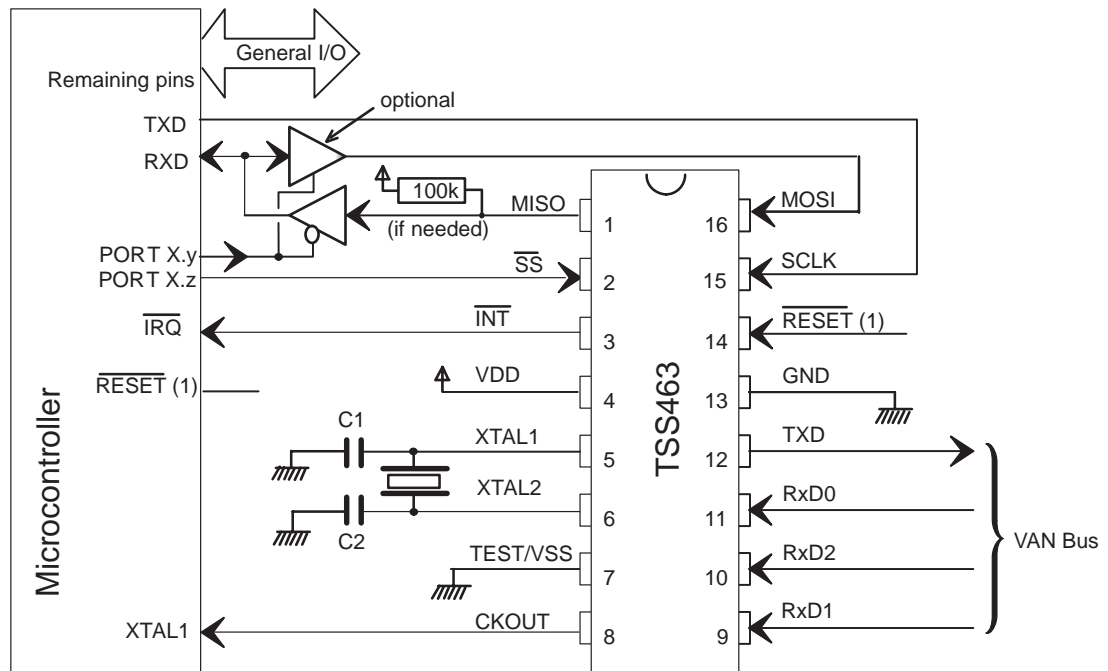 General I/O
Remaining pins
optional
TXD
RXD
100k
MISO
(if needed)
MOSI
1
16
PORT X.y
PORT X.z
SS
SCLK
2
15
IRQ
INT
RESET (1)
3
14
RESET (1)
VDD
GND
4
13
C1
XTAL1
TXD
5
12
XTAL2
RxD0
6
11
C2
VAN Bus
TEST/VSS
RxD2
7
10
XTAL1
CKOUT
RxD1
8
9
Microcontroller
TSS463